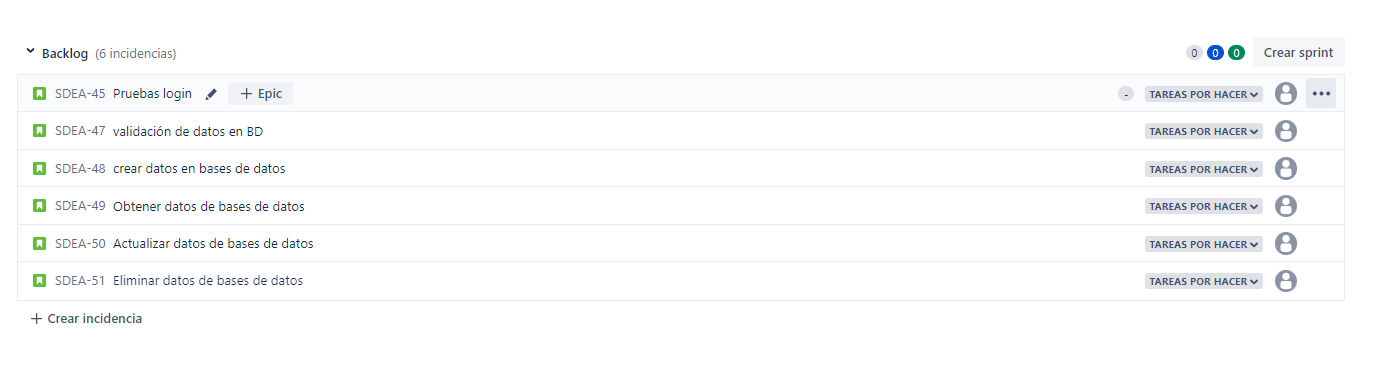 Backlog (6 incidencias) 0 0 0 Crear sprint
SDEA-45 Pruebas login + Epic - TAREAS POR HACER
SDEA-47 validación de datos en BD TAREAS POR HACER
SDEA-48 crear datos en bases de datos TAREAS POR HACER
SDEA-49 Obtener datos de bases de datos TAREAS POR HACER
SDEA-50 Actualizar datos de bases de datos TAREAS POR HACER
SDEA-51 Eliminar datos de bases de datos TAREAS POR HACER
+ Crear incidencia